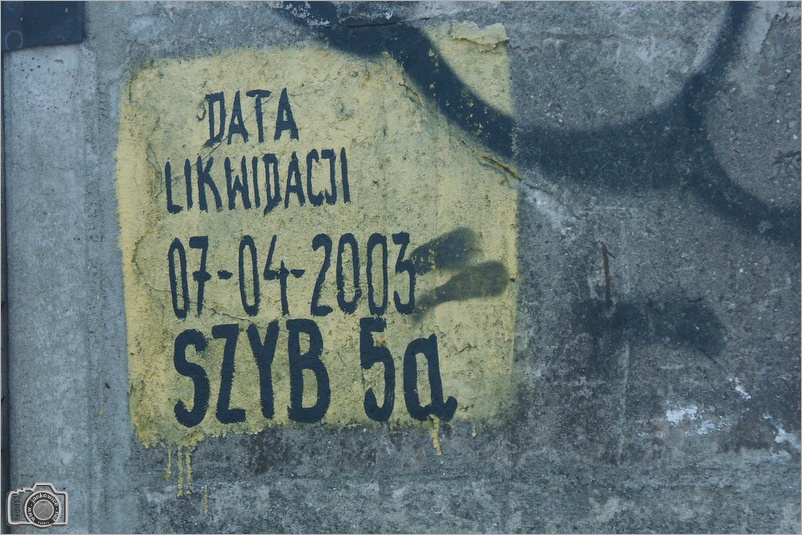 DATA
LIKWIDACJI
07-04-2003
SZYB 5a